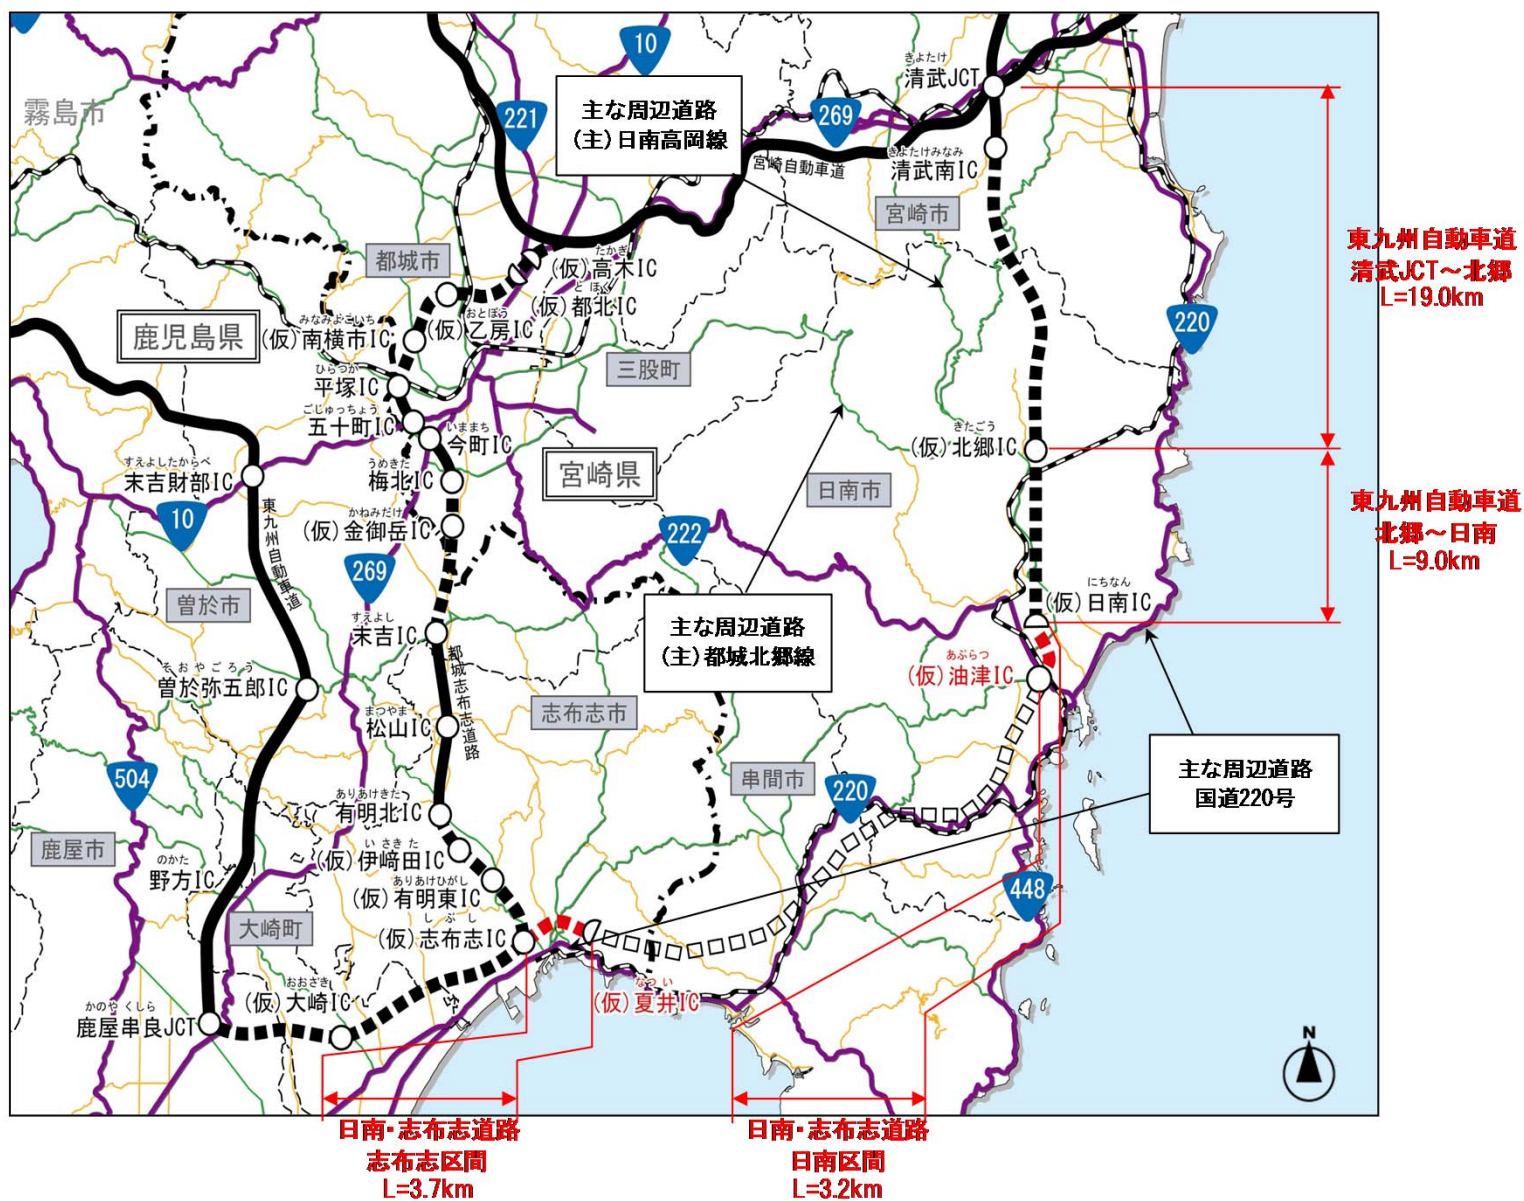 10
きよたけ
清武JCT
主な周辺道路
(主)日南高岡線
霧島市
221
269
宮崎自動車道
きよたけみなみ
清武南IC
宮崎市
都城市
たかぎ
(仮)高木IC
とほく
(仮)都北IC
おとぼう
(仮)乙房IC
みなみよこいち
(仮)南横市IC
鹿児島県
東九州自動車道
清武JCT～北郷
L=19.0km
220
三股町
ひらつか
平塚IC
ごじゅっちょう
五十町IC
いままち
今町IC
きたごう
(仮)北郷IC
すえよしたからべ
末吉財部IC
うめきた
梅北IC
宮崎県
日南市
10
東九州自動車道
かねみだけ
(仮)金御岳IC
222
東九州自動車道
北郷～日南
L=9.0km
269
曽於市
にちなん
(仮)日南IC
すえよし
末吉IC
主な周辺道路
(主)都城北郷線
都城志布志道路
そおやごろう
曽於弥五郎IC
あぶらつ
(仮)油津IC
まつやま
松山IC
志布志市
504
串間市
220
主な周辺道路
国道220号
ありあけきた
有明北IC
鹿屋市
のかた
野方IC
いさきた
(仮)伊﨑田IC
ありあけひがし
(仮)有明東IC
448
大崎町
しぶし
(仮)志布志IC
おおさき
(仮)大崎IC
なつい
(仮)夏井IC
かのやくしら
鹿屋串良JCT
N
日南・志布志道路
志布志区間
L=3.7km
日南・志布志道路
日南区間
L=3.2km